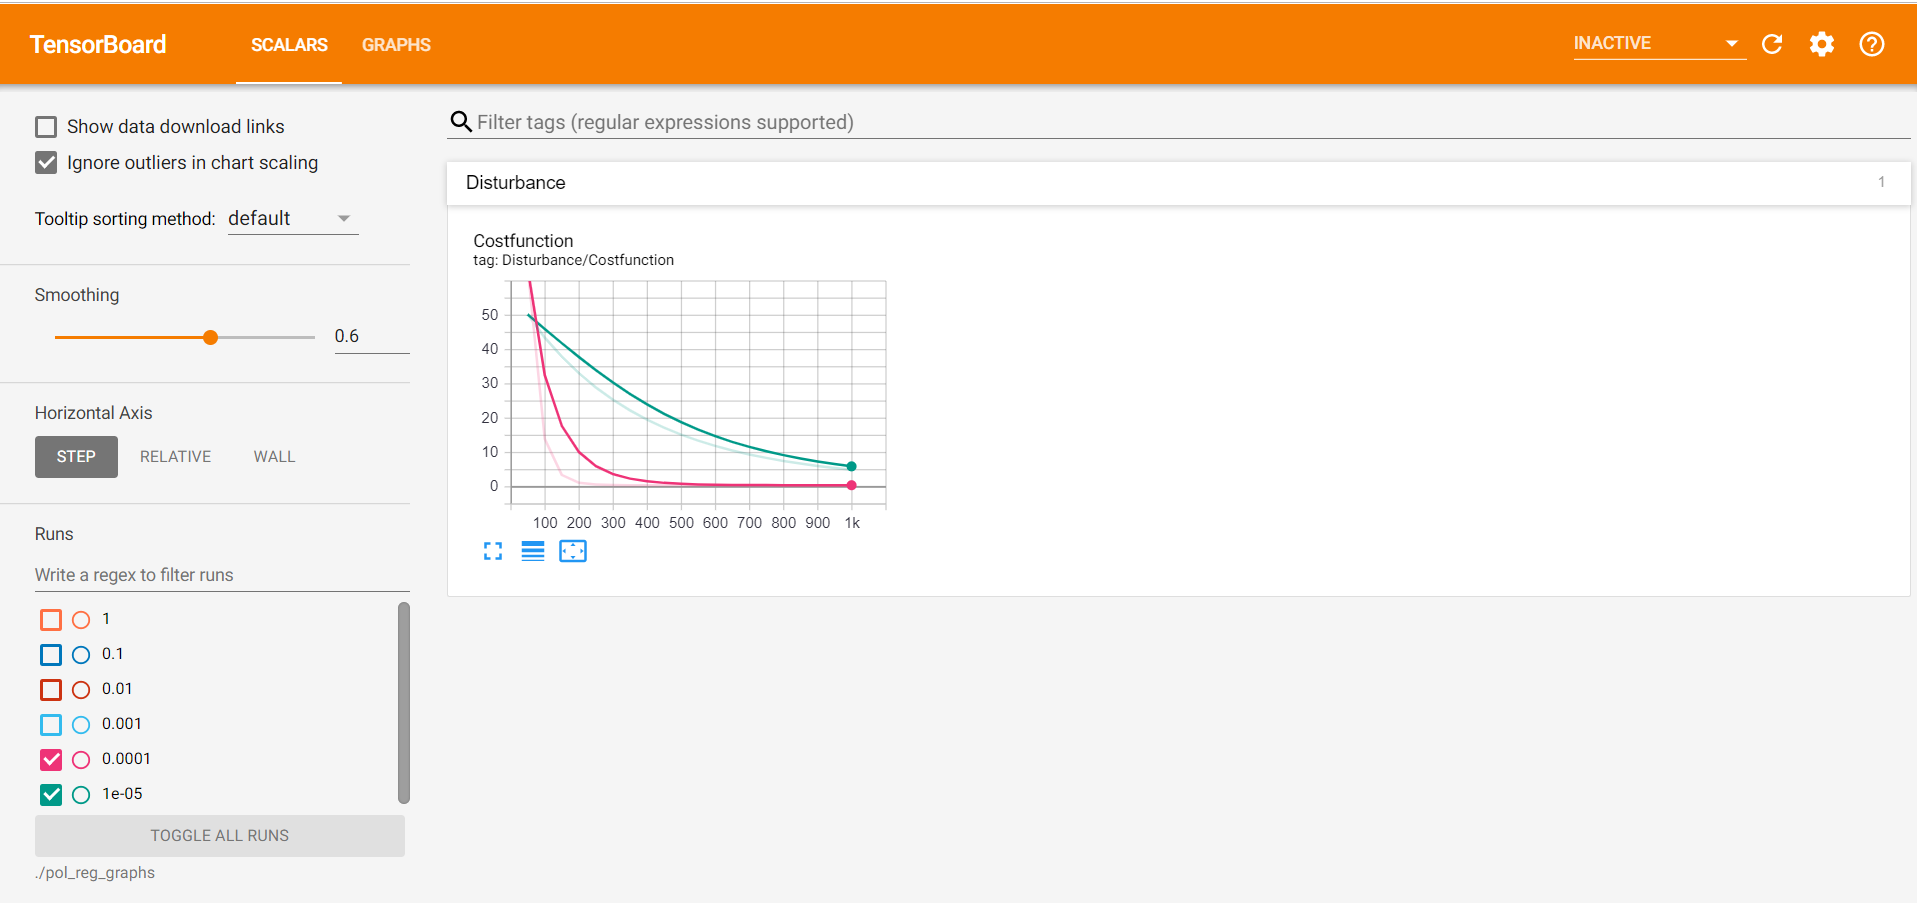 TensorBoard SCALARS GRAPHS INACTIVE
Show data download links
Ignore outliers in chart scaling
Tooltip sorting method: default
Smoothing
0.6
Horizontal Axis
STEP RELATIVE WALL
Runs
Write a regex to filter runs
1
0.1
0.01
0.001
0.0001
1e-05
TOGGLE ALL RUNS
./pol_reg_graphs
Filter tags (regular expressions supported)
Disturbance 1
Costfunction
tag: Disturbance/Costfunction
50
40
30
20
10
0
100 200 300 400 500 600 700 800 900 1k